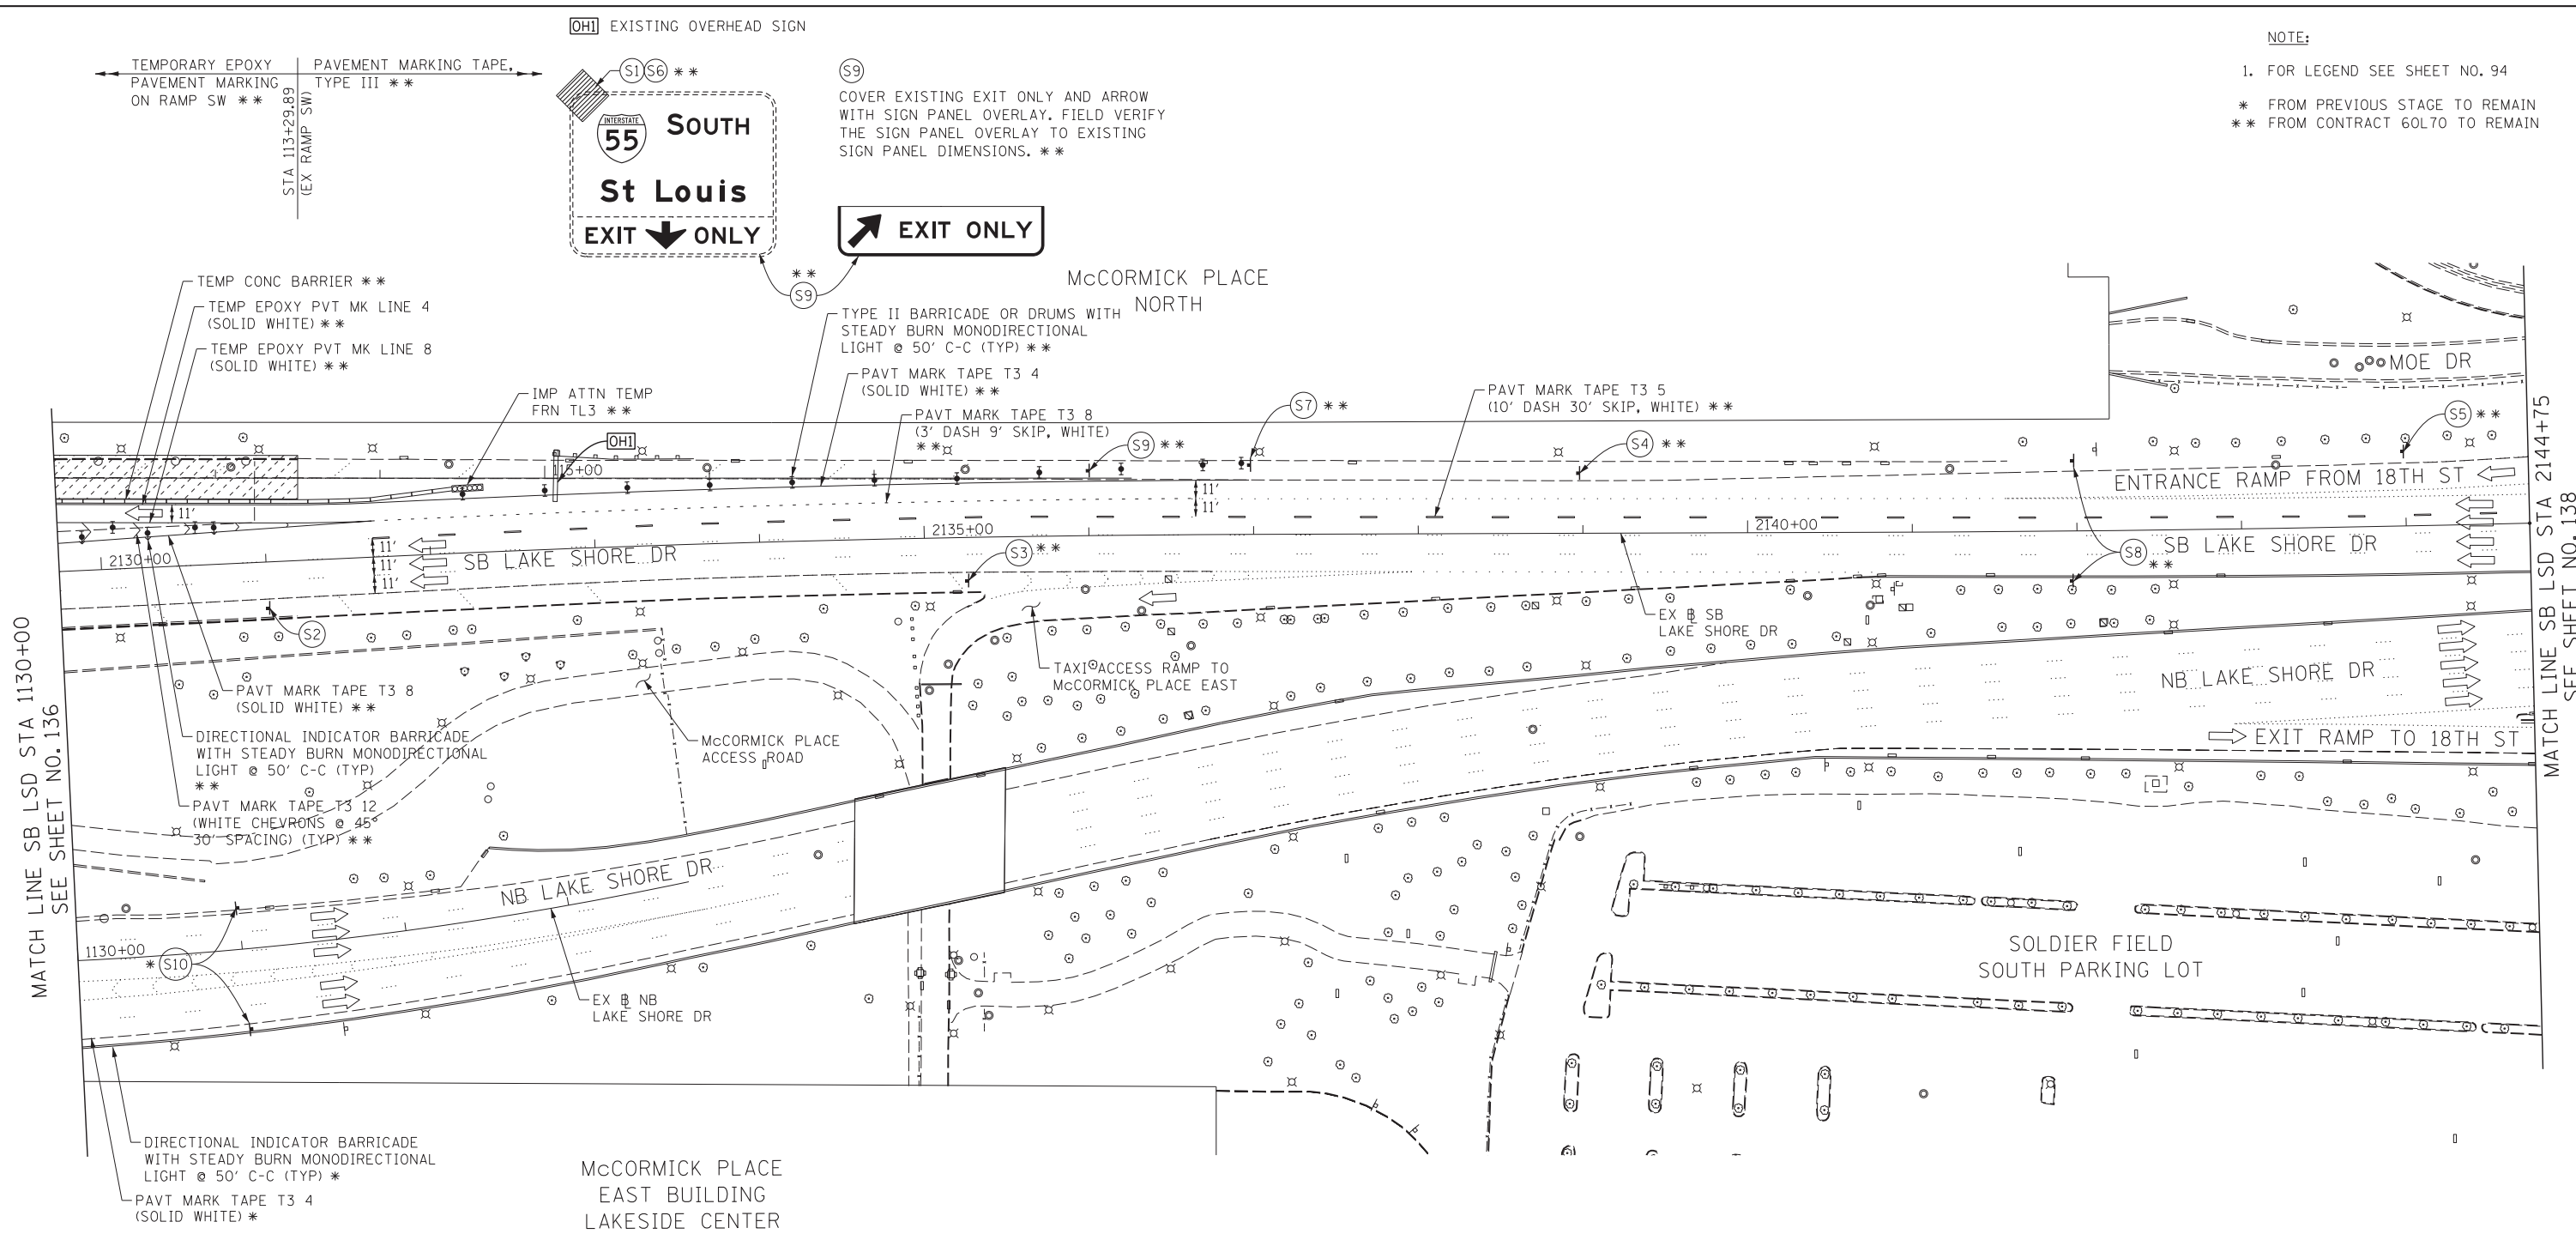 OH1 EXISTING OVERHEAD SIGN
TEMPORARY EPOXY
PAVEMENT MARKING
ON RAMP SW **
PAVEMENT MARKING TAPE,
TYPE III **
STA 113+29.89
(EX RAMP SW)
S1 S6 **
INTERSTATE
55 SOUTH
St Louis
EXIT ONLY
S9
COVER EXISTING EXIT ONLY AND ARROW
WITH SIGN PANEL OVERLAY. FIELD VERIFY
THE SIGN PANEL OVERLAY TO EXISTING
SIGN PANEL DIMENSIONS. **
EXIT ONLY
**
S9
NOTE:
1. FOR LEGEND SEE SHEET NO. 94
* FROM PREVIOUS STAGE TO REMAIN
** FROM CONTRACT 60L70 TO REMAIN
McCORMICK PLACE
NORTH
TEMP CONC BARRIER **
TEMP EPOXY PVT MK LINE 4
(SOLID WHITE) **
TEMP EPOXY PVT MK LINE 8
(SOLID WHITE) **
IMP ATTN TEMP
FRN TL3 **
OH1
TYPE II BARRICADE OR DRUMS WITH
STEADY BURN MONODIRECTIONAL
LIGHT @ 50' C-C (TYP) **
PAVT MARK TAPE T3 4
(SOLID WHITE) **
PAVT MARK TAPE T3 8
(3' DASH 9' SKIP, WHITE)
**
S9 **
S7 **
PAVT MARK TAPE T3 5
(10' DASH 30' SKIP, WHITE) **
S4 **
S5 **
MOE DR
115+00
11'
11'
11'
ENTRANCE RAMP FROM 18TH ST
2130+00
11'
11'
11'
SB LAKE SHORE DR
2135+00
S3 **
2140+00
S8
**
SB LAKE SHORE DR
S2
EX BL SB
LAKE SHORE DR
TAXI ACCESS RAMP TO
McCORMICK PLACE EAST
NB LAKE SHORE DR
EXIT RAMP TO 18TH ST
PAVT MARK TAPE T3 8
(SOLID WHITE) **
DIRECTIONAL INDICATOR BARRICADE
WITH STEADY BURN MONODIRECTIONAL
LIGHT @ 50' C-C (TYP)
**
PAVT MARK TAPE T3 12
(WHITE CHEVRONS @ 45°
30' SPACING) (TYP) **
McCORMICK PLACE
ACCESS ROAD
NB LAKE SHORE DR
1130+00
* S10
EX BL NB
LAKE SHORE DR
SOLDIER FIELD
SOUTH PARKING LOT
DIRECTIONAL INDICATOR BARRICADE
WITH STEADY BURN MONODIRECTIONAL
LIGHT @ 50' C-C (TYP) *
PAVT MARK TAPE T3 4
(SOLID WHITE) *
McCORMICK PLACE
EAST BUILDING
LAKESIDE CENTER
MATCH LINE SB LSD STA 1130+00
SEE SHEET NO. 136
MATCH LINE SB LSD STA 2144+75
SEE SHEET NO. 138